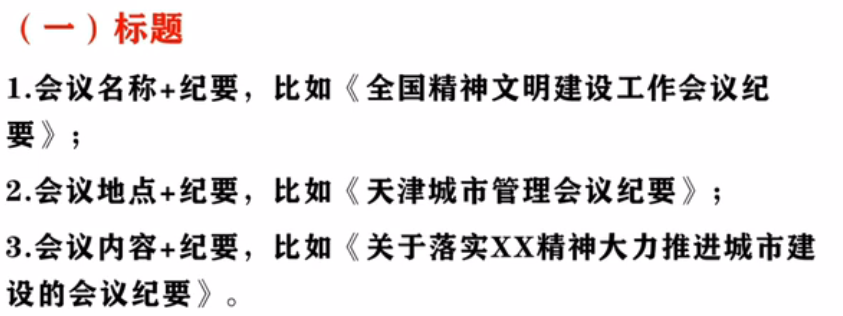 （一）标题
1.会议名称+纪要，比如《全国精神文明建设工作会议纪
要》；
2.会议地点+纪要，比如《天津城市管理会议纪要》；
3.会议内容+纪要，比如《关于落实XX精神大力推进城市建
设的会议纪要》。